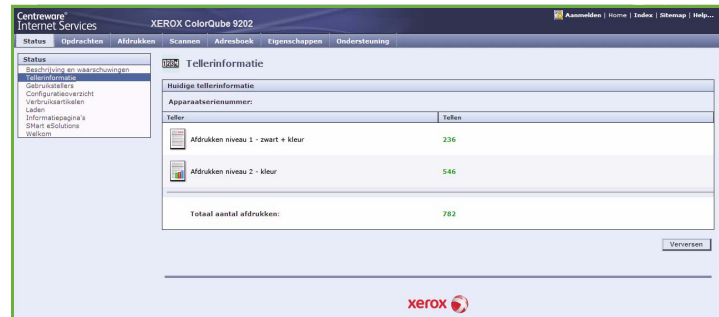 Centreware®
Internet Services
XEROX ColorQube 9202
Aanmelden | Home | Index | Sitemap | Help...
Status Opdrachten Afdrukken Scannen Adresboek Eigenschappen Ondersteuning
Status
Beschrijving en waarschuwingen
Tellerinformatie
Gebruikstellers
Configuratieoverzicht
Verbruiksartikelen
Laden
Informatiepagina's
SMart eSolutions
Welkom
Tellerinformatie
Huidige tellerinformatie
Apparaatserienummer:
Teller Tellen
Afdrukken niveau 1 - zwart + kleur 236
Afdrukken niveau 2 - kleur 546
Totaal aantal afdrukken: 782
Verversen
xerox